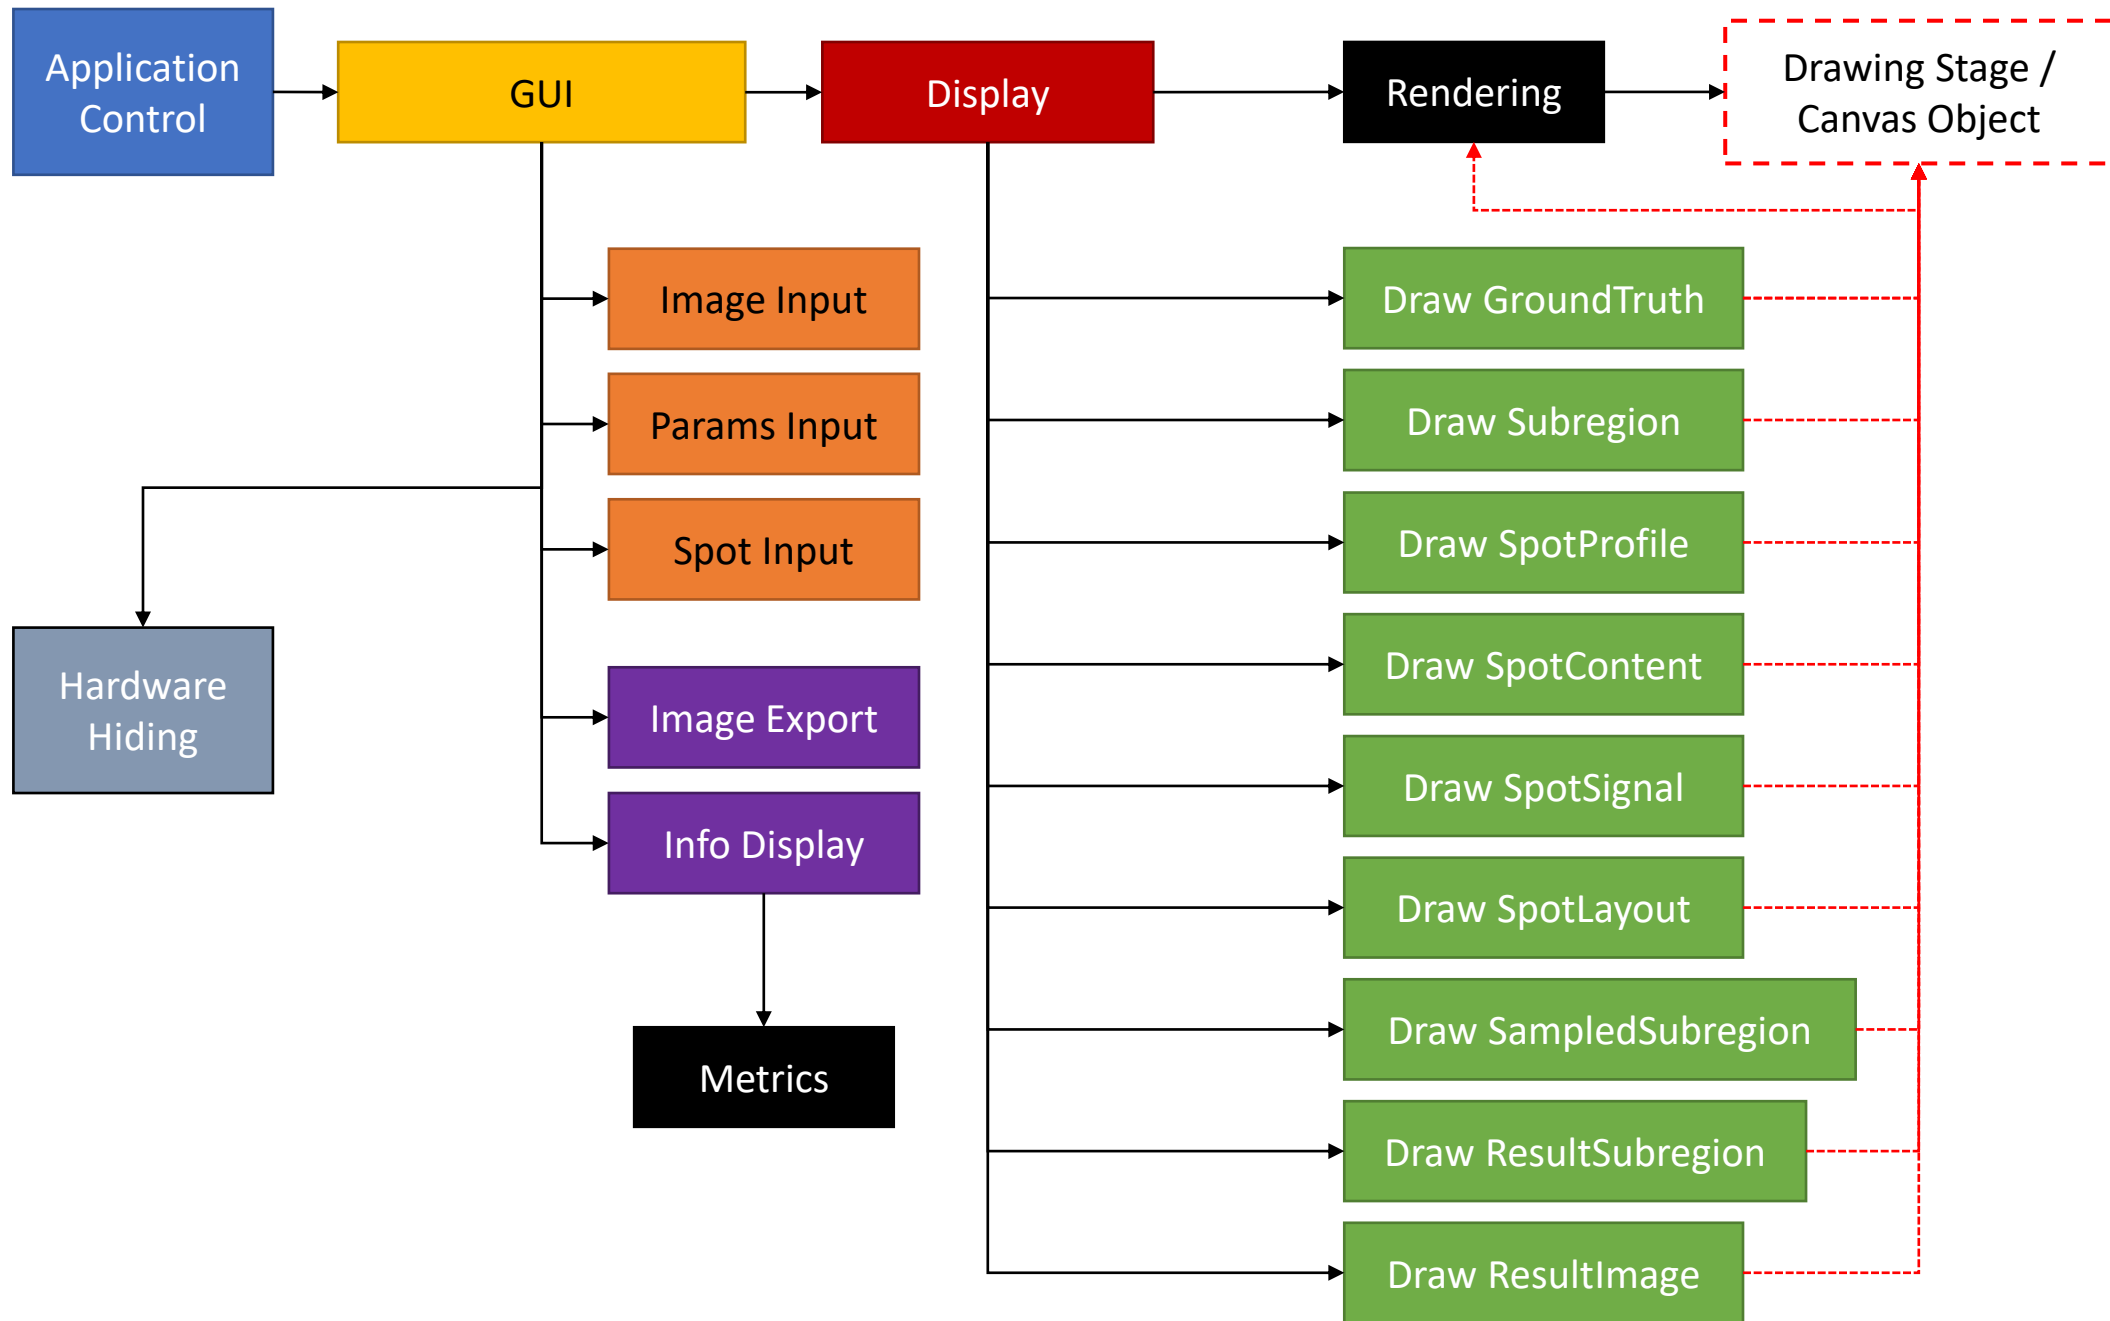 Application
Control
GUI
Display
Rendering
Drawing Stage /
Canvas Object
Image Input
Params Input
Spot Input
Hardware
Hiding
Image Export
Info Display
Metrics
Draw GroundTruth
Draw Subregion
Draw SpotProfile
Draw SpotContent
Draw SpotSignal
Draw SpotLayout
Draw SampledSubregion
Draw ResultSubregion
Draw ResultImage